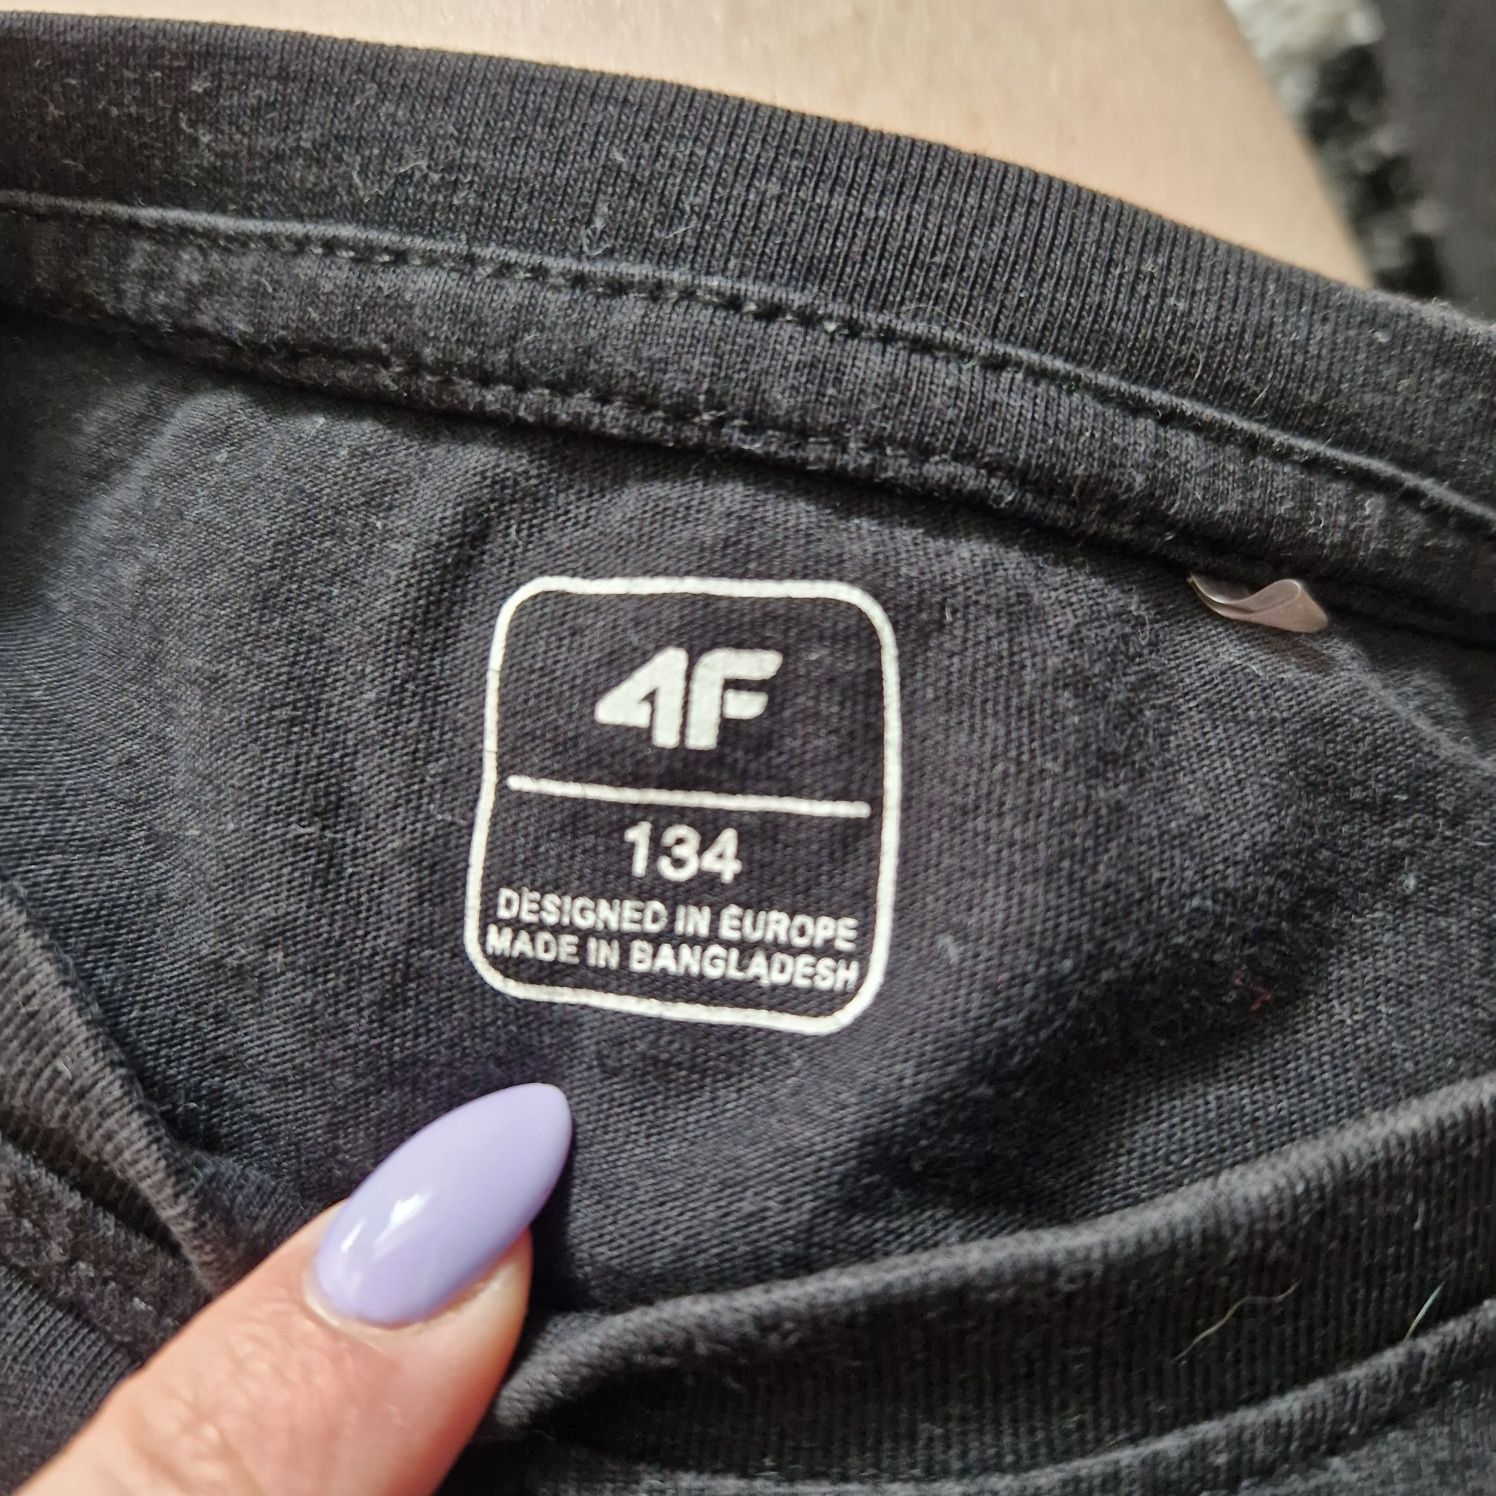 4F
134
DESIGNED IN EUROPE
MADE IN BANGLADESH